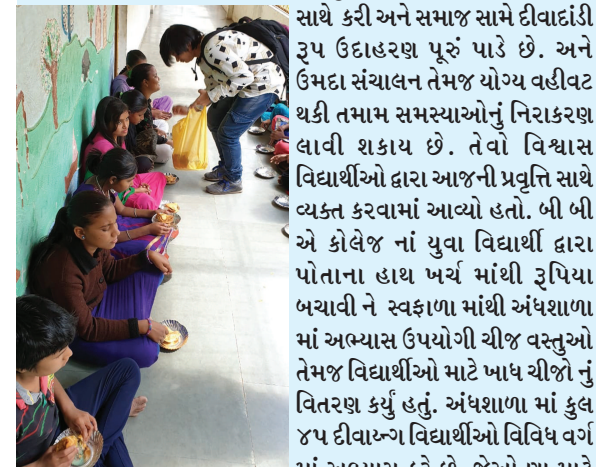 સાથે કરી અને સમાજ સામે દીવાદાંડી
રૂપ ઉદાહરણ પૂરું પાડે છે. અને
ઉમદા સંચાલન તેમજ યોગ્ય વહીવટ
થકી તમામ સમસ્યાઓનું નિરાકરણ
લાવી શકાય છે. તેવો વિશ્વાસ
વિદ્યાર્થીઓ દ્વારા આજની પ્રવૃત્તિ સાથે
વ્યક્ત કરવામાં આવ્યો હતો. બી બી
એ કોલેજ નાં યુવા વિદ્યાર્થી દ્વારા
પોતાના હાથ ખર્ચ માંથી રૂપિયા
બચાવી ને સ્વફાળા માંથી અંધશાળા
માં અભ્યાસ ઉપયોગી ચીજ વસ્તુઓ
તેમજ વિદ્યાર્થીઓ માટે ખાધ ચીજો નું
વિતરણ કર્યું હતું. અંધશાળા માં કુલ
૪૫ દીવાય્ન્ગ વિદ્યાર્થીઓ વિવિધ વર્ગ